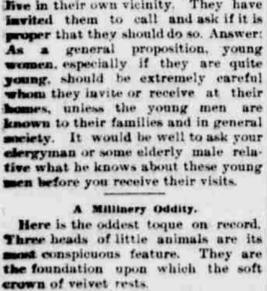 live in their own vicinity. They have
invited them to call and ask if it is
proper that they should do so. Answer:
As a general proposition, young
women, especially if they are quite
young, should be extremely careful
whom they invite or receive at their
homes, unless the young men are
known to their families and in general
society. It would be well to ask your
clergyman or some elderly male rela-
tive what he knows about these young
men before you receive their visits.
A Millinery Oddity.
Here is the oddest toque on record.
Three heads of little animals are its
most conspicuous feature. They are
the foundation upon which the soft
crown of velvet rests.